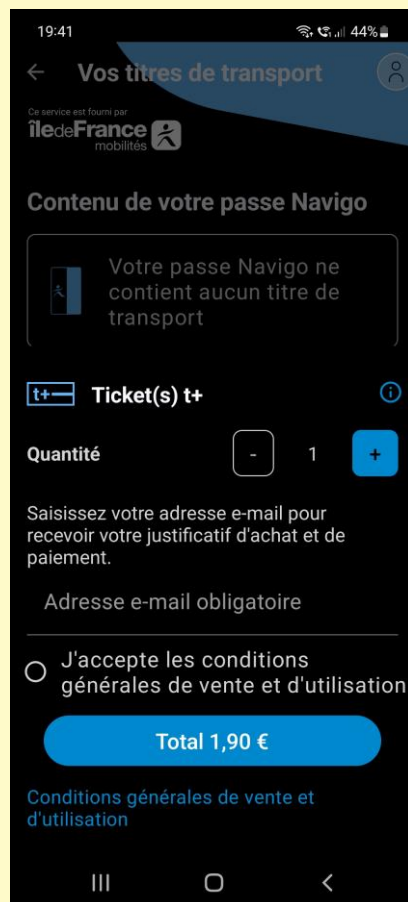 19:41
44%
Vos titres de transport
Ce service est fourni par
îledeFrance
mobilités
Contenu de votre passe Navigo
Votre passe Navigo ne
contient aucun titre de
transport
t+
Ticket(s) t+
Quantité
-
1
+
Saisissez votre adresse e-mail pour
recevoir votre justificatif d'achat et de
paiement.
Adresse e-mail obligatoire
J'accepte les conditions
générales de vente et d'utilisation
Total 1,90 €
Conditions générales de vente et
d'utilisation